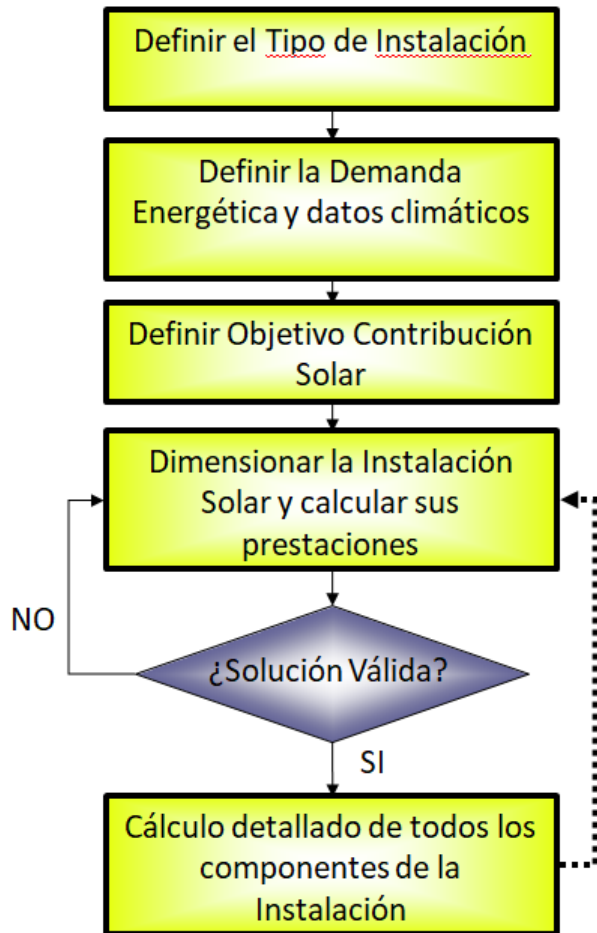 Definir el Tipo de Instalación
Definir la Demanda
Energética y datos climáticos
Definir Objetivo Contribución
Solar
Dimensionar la Instalación
Solar y calcular sus
prestaciones
NO
¿Solución Válida?
SI
Cálculo detallado de todos los
componentes de la
Instalación